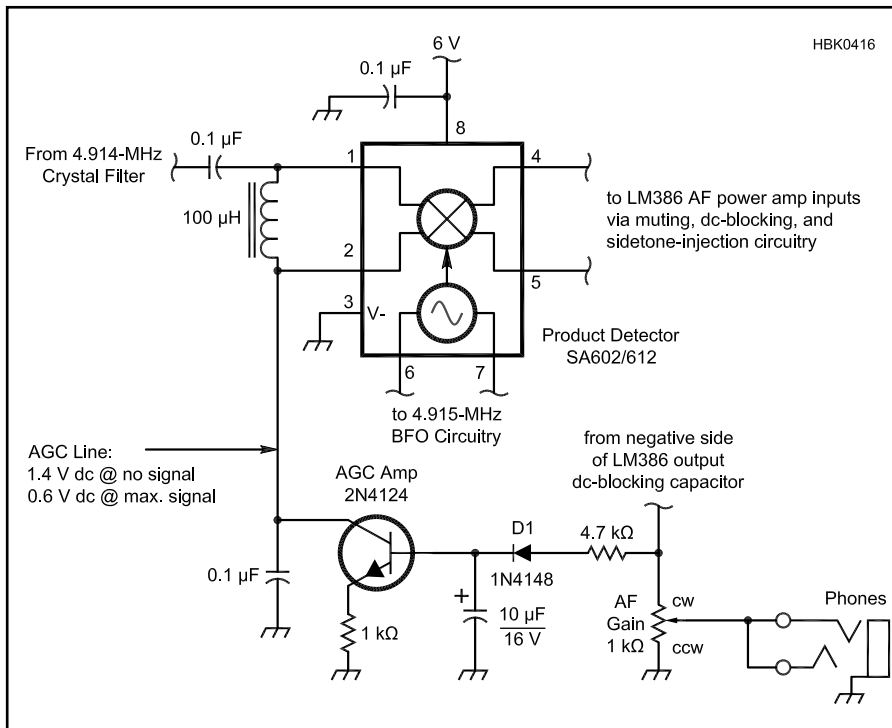 HBK0416
6 V
0.1 µF
8
From 4.914-MHz
Crystal Filter
0.1 µF
1
4
100 µH
to LM386 AF power amp inputs
via muting, dc-blocking, and
sidetone-injection circuitry
2
5
3
V-
Product Detector
SA602/612
6
7
to 4.915-MHz
BFO Circuitry
from negative side
of LM386 output
dc-blocking capacitor
AGC Line:
1.4 V dc @ no signal
0.6 V dc @ max. signal
AGC Amp
2N4124
D1
4.7 kΩ
1N4148
0.1 µF
+
10 µF
16 V
1 kΩ
AF
Gain
1 kΩ
cw
ccw
Phones